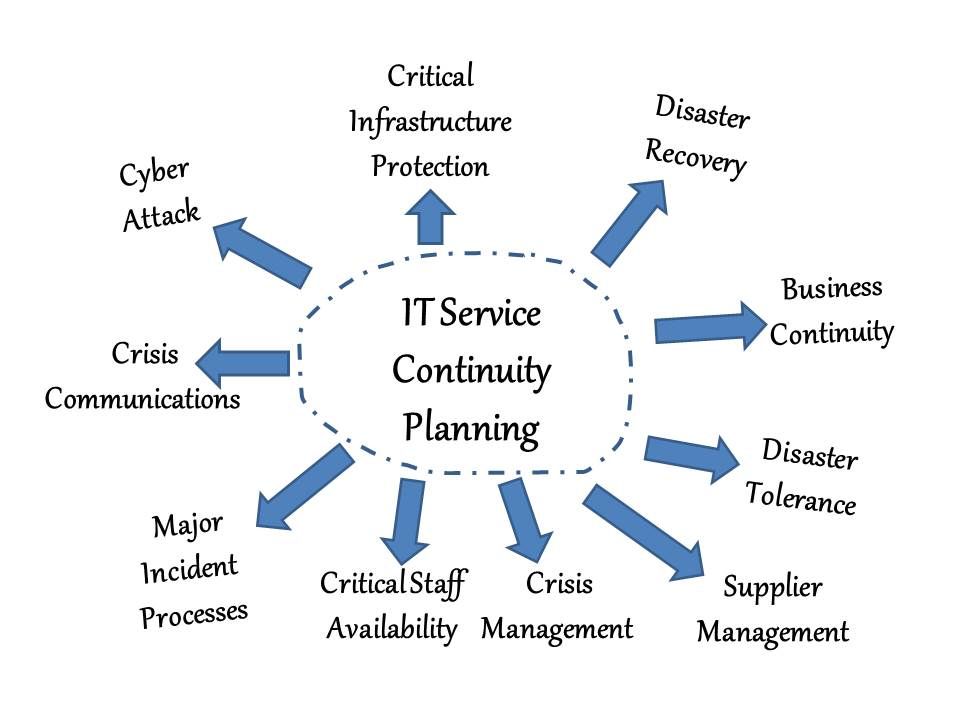 Critical
Infrastructure
Protection
Disaster
Recovery
Cyber
Attack
Business
Continuity
IT Service
Continuity
Planning
Crisis
Communications
Disaster
Tolerance
Major
Incident
Processes
Critical Staff
Availability
Crisis
Management
Supplier
Management